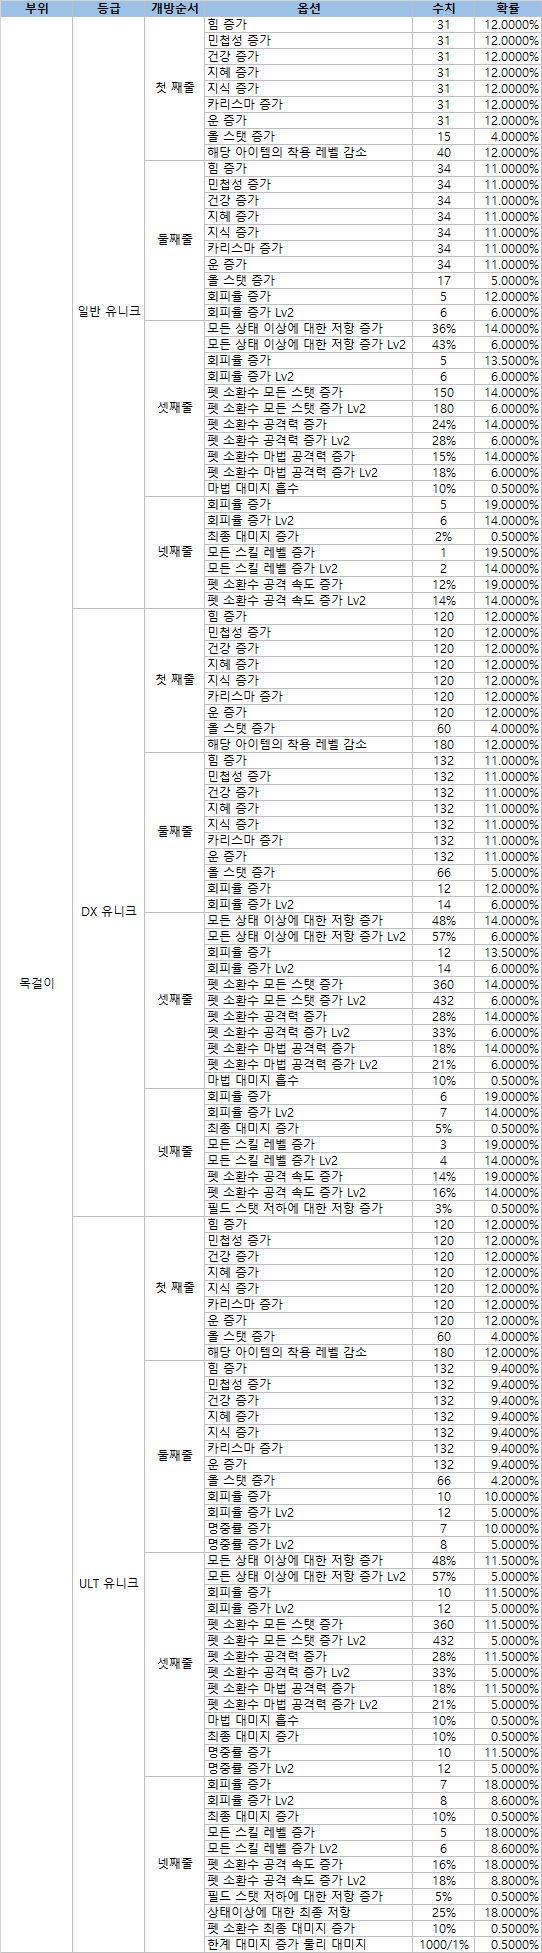 부위 등급 개방순서 옵션 수치 확률
힘 증가 31 12.0000%
민첩성 증가 31 12.0000%
건강 증가 31 12.0000%
지혜 증가 31 12.0000%
첫 째줄
지식 증가 31 12.0000%
카리스마 증가 31 12.0000%
운 증가 31 12.0000%
올 스탯 증가 15 4.0000%
해당 아이템의 착용 레벨 감소 40 12.0000%
힘 증가 34 11.0000%
민첩성 증가 34 11.0000%
건강 증가 34 11.0000%
지혜 증가 34 11.0000%
둘째줄
지식 증가 34 11.0000%
카리스마 증가 34 11.0000%
운 증가 34 11.0000%
올 스탯 증가 17 5.0000%
회피율 증가 5 12.0000%
일반 유니크
회피율 증가 Lv2 6 6.0000%
모든 상태 이상에 대한 저항 증가 36% 14.0000%
모든 상태 이상에 대한 저항 증가 Lv2 43% 6.0000%
회피율 증가 5 13.5000%
회피율 증가 Lv2 6 6.0000%
펫 소환수 모든 스탯 증가 150 14.0000%
셋째줄
펫 소환수 모든 스탯 증가 Lv2 180 6.0000%
펫 소환수 공격력 증가 24% 14.0000%
펫 소환수 공격력 증가 Lv2 28% 6.0000%
펫 소환수 마법 공격력 증가 15% 14.0000%
펫 소환수 마법 공격력 증가 Lv2 18% 6.0000%
마법 대미지 흡수 10% 0.5000%
회피율 증가 5 19.0000%
회피율 증가 Lv2 6 14.0000%
최종 대미지 증가 2% 0.5000%
넷째줄
모든 스킬 레벨 증가 1 19.5000%
모든 스킬 레벨 증가 Lv2 2 14.0000%
펫 소환수 공격 속도 증가 12% 19.0000%
펫 소환수 공격 속도 증가 Lv2 14% 14.0000%
힘 증가 120 12.0000%
민첩성 증가 120 12.0000%
건강 증가 120 12.0000%
지혜 증가 120 12.0000%
첫 째줄
지식 증가 120 12.0000%
카리스마 증가 120 12.0000%
운 증가 120 12.0000%
올 스탯 증가 60 4.0000%
해당 아이템의 착용 레벨 감소 180 12.0000%
힘 증가 132 11.0000%
민첩성 증가 132 11.0000%
건강 증가 132 11.0000%
지혜 증가 132 11.0000%
둘째줄
지식 증가 132 11.0000%
카리스마 증가 132 11.0000%
운 증가 132 11.0000%
올 스탯 증가 66 5.0000%
회피율 증가 12 12.0000%
회피율 증가 Lv2 14 6.0000%
DX 유니크
모든 상태 이상에 대한 저항 증가 48% 14.0000%
모든 상태 이상에 대한 저항 증가 Lv2 57% 6.0000%
회피율 증가 12 13.5000%
회피율 증가 Lv2 14 6.0000%
목걸이
펫 소환수 모든 스탯 증가 360 14.0000%
셋째줄
펫 소환수 모든 스탯 증가 Lv2 432 6.0000%
펫 소환수 공격력 증가 28% 14.0000%
펫 소환수 공격력 증가 Lv2 33% 6.0000%
펫 소환수 마법 공격력 증가 18% 14.0000%
펫 소환수 마법 공격력 증가 Lv2 21% 6.0000%
마법 대미지 흡수 10% 0.5000%
회피율 증가 6 19.0000%
회피율 증가 Lv2 7 14.0000%
최종 대미지 증가 5% 0.5000%
모든 스킬 레벨 증가 3 19.0000%
넷째줄
모든 스킬 레벨 증가 Lv2 4 14.0000%
펫 소환수 공격 속도 증가 14% 19.0000%
펫 소환수 공격 속도 증가 Lv2 16% 14.0000%
필드 스탯 저하에 대한 저항 증가 3% 0.5000%
힘 증가 120 12.0000%
민첩성 증가 120 12.0000%
건강 증가 120 12.0000%
지혜 증가 120 12.0000%
첫 째줄
지식 증가 120 12.0000%
카리스마 증가 120 12.0000%
운 증가 120 12.0000%
올 스탯 증가 60 4.0000%
해당 아이템의 착용 레벨 감소 180 12.0000%
힘 증가 132 9.4000%
민첩성 증가 132 9.4000%
건강 증가 132 9.4000%
지혜 증가 132 9.4000%
지식 증가 132 9.4000%
둘째줄
카리스마 증가 132 9.4000%
운 증가 132 9.4000%
올 스탯 증가 66 4.2000%
회피율 증가 10 10.0000%
회피율 증가 Lv2 12 5.0000%
명중률 증가 7 10.0000%
명중률 증가 Lv2 8 5.0000%
모든 상태 이상에 대한 저항 증가 48% 11.5000%
모든 상태 이상에 대한 저항 증가 Lv2 57% 5.0000%
ULT 유니크
회피율 증가 10 11.5000%
회피율 증가 Lv2 12 5.0000%
펫 소환수 모든 스탯 증가 360 11.5000%
펫 소환수 모든 스탯 증가 Lv2 432 5.0000%
펫 소환수 공격력 증가 28% 11.5000%
셋째줄
펫 소환수 공격력 증가 Lv2 33% 5.0000%
펫 소환수 마법 공격력 증가 18% 11.5000%
펫 소환수 마법 공격력 증가 Lv2 21% 5.0000%
마법 대미지 흡수 10% 0.5000%
최종 대미지 증가 10% 0.5000%
명중률 증가 10 11.5000%
명중률 증가 Lv2 12 5.0000%
회피율 증가 7 18.0000%
회피율 증가 Lv2 8 8.6000%
최종 대미지 증가 10% 0.5000%
모든 스킬 레벨 증가 5 18.0000%
모든 스킬 레벨 증가 Lv2 6 8.6000%
넷째줄
펫 소환수 공격 속도 증가 16% 18.0000%
펫 소환수 공격 속도 증가 Lv2 18% 8.8000%
필드 스탯 저하에 대한 저항 증가 5% 0.5000%
상태이상에 대한 최종 저항 25% 18.0000%
펫 소환수 최종 대미지 증가 10% 0.5000%
한계 대미지 증가 물리 대미지 1000/1% 0.5000%